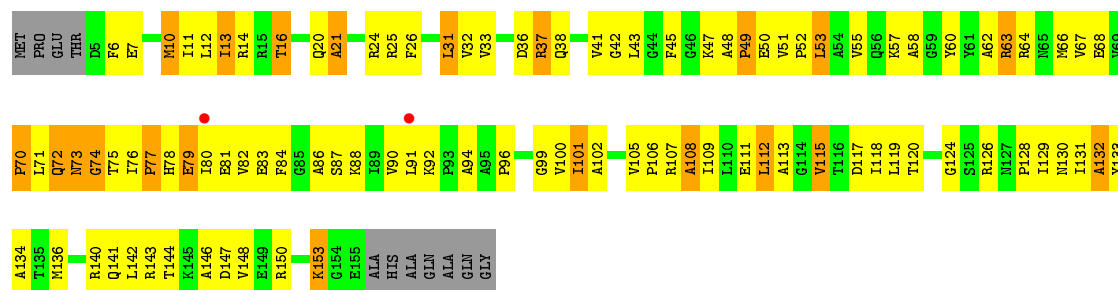 MET PRO GLU THR D5 F6 E7 M10 I11 L12 I13 R14 R15 T16 Q20 A21 R24 R25 F26 L31 V32 V33 D36 R37 Q38 V41 G42 L43 G44 F45 G46 K47 A48 P49 E50 V51 P52 L53 A54 V55 Q56 K57 A58 G59 Y60 Y61 A62 R63 R64 N65 M66 V67 E68 V69
P70 L71 Q72 N73 G74 T75 I76 P77 H78 E79 I80 E81 V82 E83 F84 G85 A86 S87 K88 I89 V90 L91 K92 P93 A94 A95 P96 G99 V100 I101 A102 V105 P106 R107 A108 I109 L110 E111 L112 A113 G114 V115 T116 D117 I118 L119 T120 G124 S125 R126 N127 P128 I129 N130 I131 A132 Y133
A134 T135 M136 R140 Q141 L142 R143 T144 K145 A146 D147 V148 E149 R150 K153 G154 E155 ALA HIS ALA GLN ALA GLN GLY